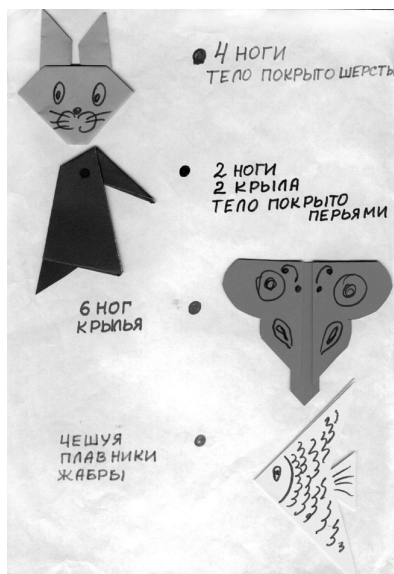 4 НОГИ
ТЕЛО ПОКРЫТО ШЕРСТЬ
2 НОГИ
2 КРЫЛА
ТЕЛО ПОКРЫТО
ПЕРЬЯМИ
6 НОГ
КРЫЛЬЯ
ЧЕШУЯ
ПЛАВНИКИ
ЖАБРЫ